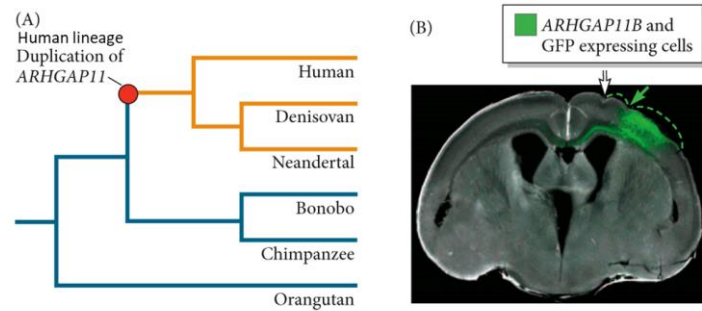 (A)
Human lineage
Duplication of
ARHGAP11
Human
Denisovan
Neandertal
Bonobo
Chimpanzee
Orangutan
(B)
ARHGAP11B and
GFP expressing cells